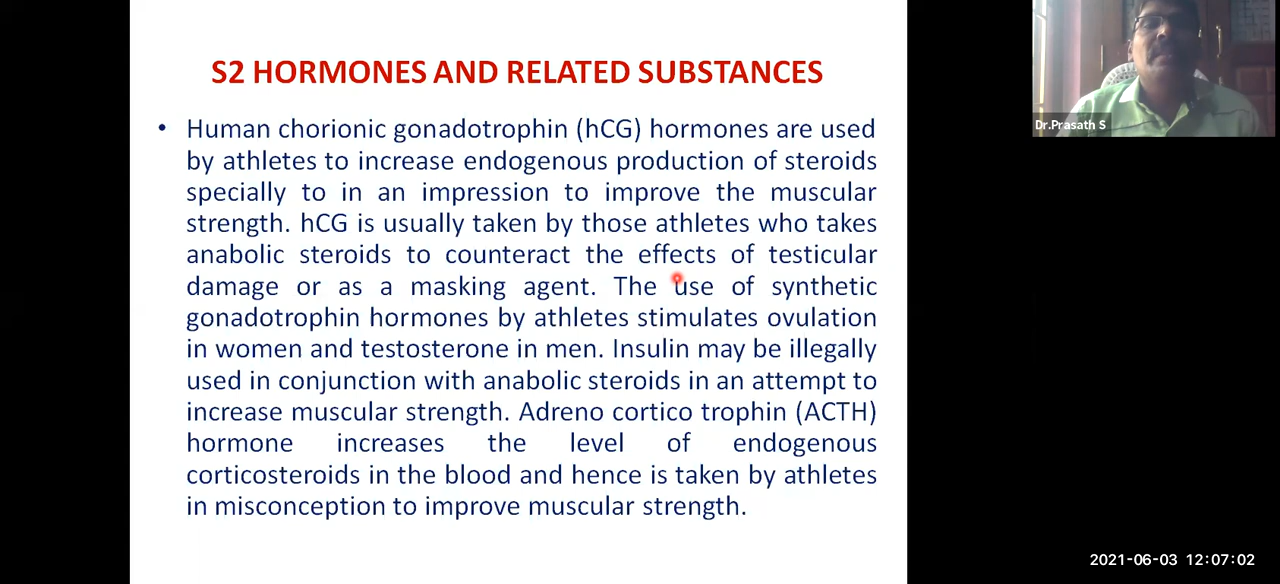 S2 HORMONES AND RELATED SUBSTANCES
• Human chorionic gonadotrophin (hCG) hormones are used
by athletes to increase endogenous production of steroids
specially to in an impression to improve the muscular
strength. hCG is usually taken by those athletes who takes
anabolic steroids to counteract the effects of testicular
damage or as a masking agent. The use of synthetic
gonadotrophin hormones by athletes stimulates ovulation
in women and testosterone in men. Insulin may be illegally
used in conjunction with anabolic steroids in an attempt to
increase muscular strength. Adreno cortico trophin (ACTH)
hormone increases the level of endogenous
corticosteroids in the blood and hence is taken by athletes
in misconception to improve muscular strength.
Dr.Prasath S
2021-06-03 12:07:02